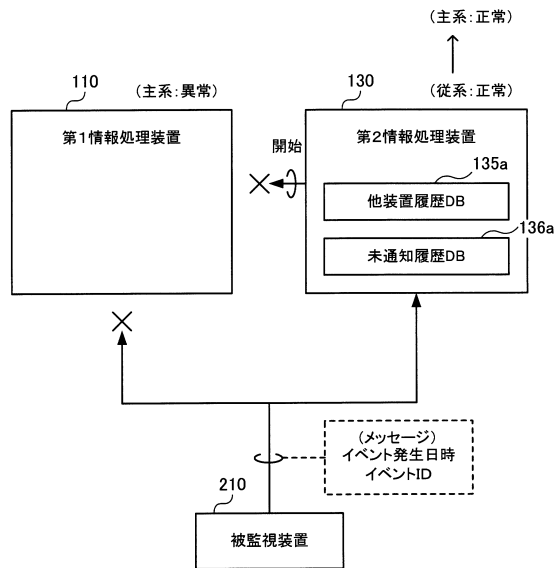 (主系:正常)
110
(主系:異常)
130
(従系:正常)
第1情報処理装置
開始
第2情報処理装置
135a
他装置履歴DB
136a
未通知履歴DB
(メッセージ)
イベント発生日時
イベントID
210
被監視装置